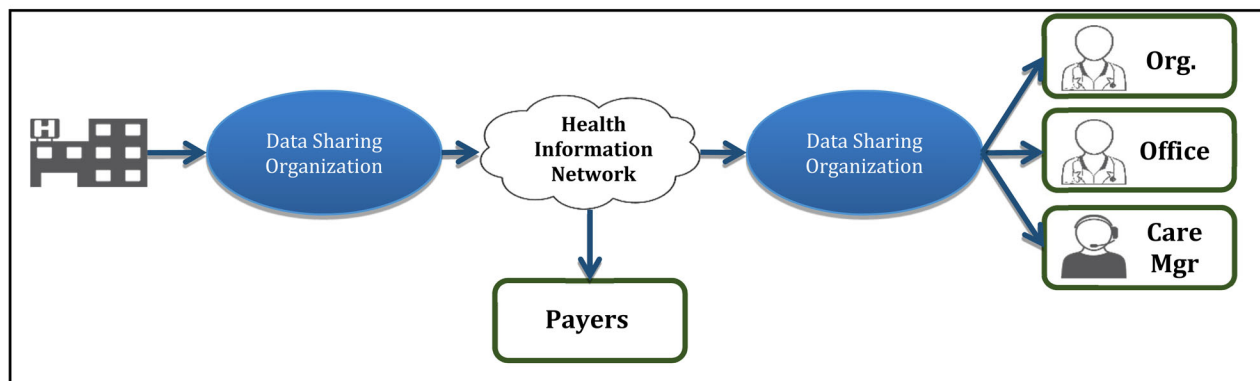 H
Data Sharing
Organization
Health
Information
Network
Data Sharing
Organization
Org.
Office
Care
Mgr
Payers